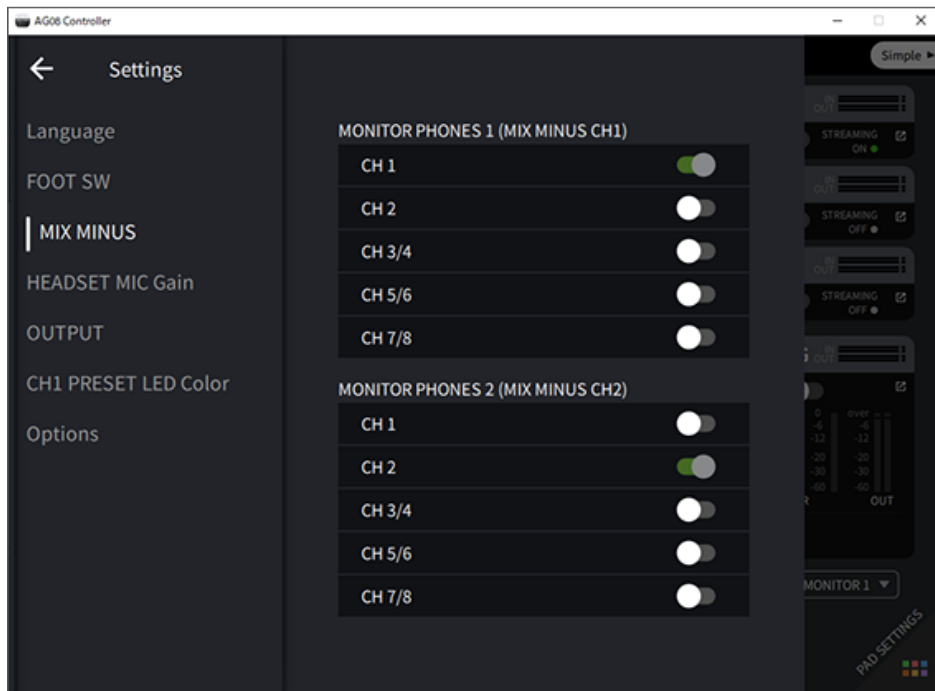 AG08 Controller
Settings
Simple
Language
FOOT SW
MIX MINUS
HEADSET MIC Gain
OUTPUT
CH1 PRESET LED Color
Options
MONITOR PHONES 1 (MIX MINUS CH1)
CH 1
CH 2
CH 3/4
CH 5/6
CH 7/8
MONITOR PHONES 2 (MIX MINUS CH2)
CH 1
CH 2
CH 3/4
CH 5/6
CH 7/8
IN
OUT
STREAMING
ON
IN
OUT
STREAMING
OFF
IN
OUT
STREAMING
OFF
IN
OUT
0 over
-6 -6
-12 -12
-20 -20
-30 -30
-60 -60
OUT
MONITOR 1
PAD SETTINGS